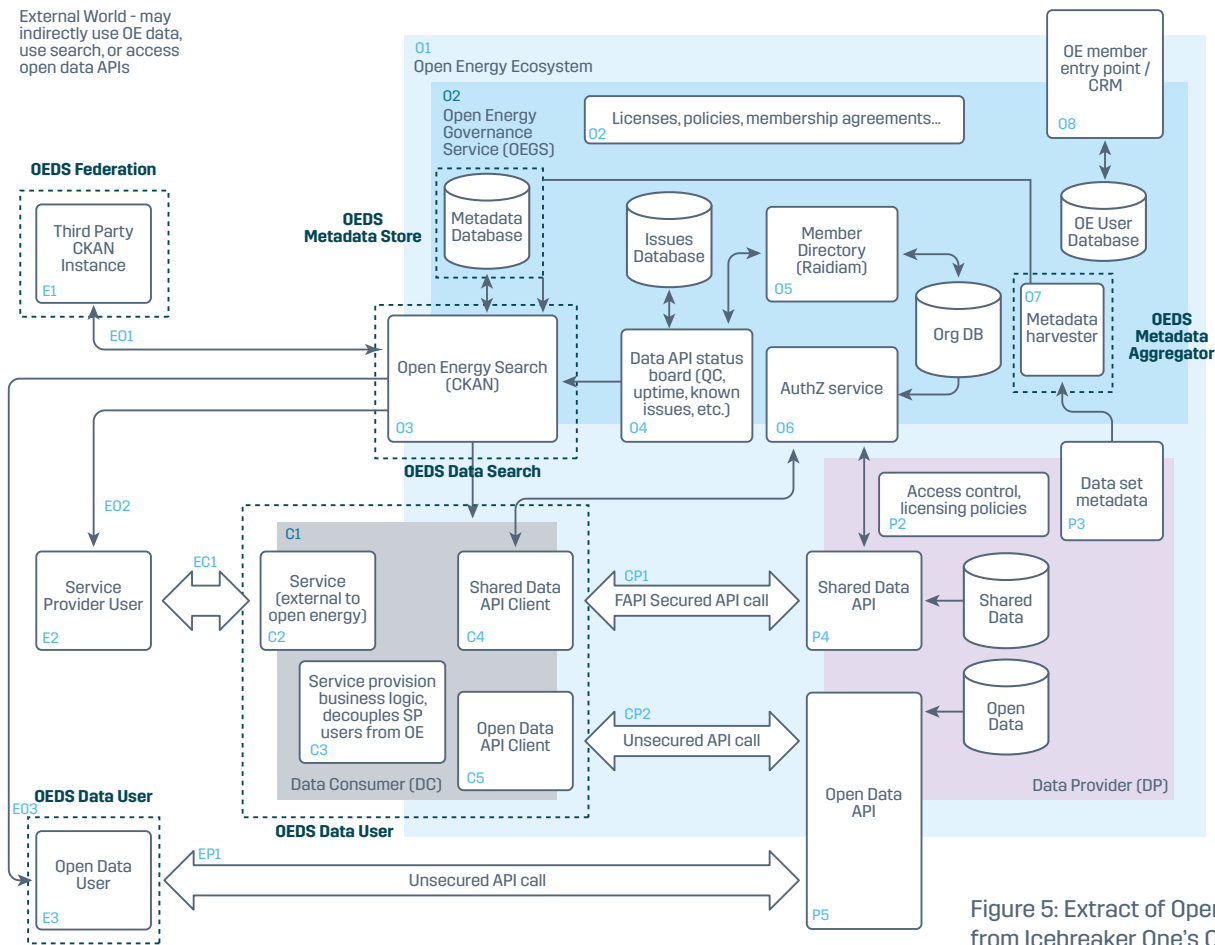 External World - may
indirectly use OE data,
use search, or access
open data APIs
O1
Open Energy Ecosystem
O2
Open Energy
Governance
Service (OEGS)
Licenses, policies, membership agreements...
O2
OE member
entry point /
CRM
O8
OEDS Federation
Third Party
CKAN
Instance
E1
OEDS
Metadata Store
Metadata
Database
Issues
Database
Member
Directory
(Raidiam)
O5
OE User
Database
Org DB
O7
Metadata
harvester
OEDS
Metadata
Aggregator
EO1
Open Energy Search
(CKAN)
O3
Data API status
board (QC,
uptime, known
issues, etc.)
O4
AuthZ service
O6
OEDS Data Search
EO2
Access control,
licensing policies
P2
Data set
metadata
P3
C1
EC1
Service
Provider User
E2
Service
(external to
open energy)
C2
Shared Data
API Client
C4
CP1
FAPI Secured API call
Shared Data
API
P4
Shared
Data
Service provision
business logic,
decouples SP
users from OE
C3
Open Data
API Client
C5
CP2
Unsecured API call
Open
Data
Data Consumer (DC)
Data Provider (DP)
Open Data
API
P5
EO3
OEDS Data User
OEDS Data User
Open Data
User
E3
EP1
Unsecured API call
Figure 5: Extract of Oper
from Icebreaker One's O